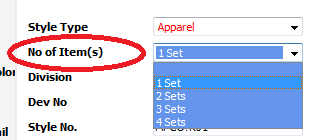 Style Type Apparel
No of Item(s) 1 Set
Division 1 Set
2 Sets
Dev No 3 Sets
4 Sets
Style No.